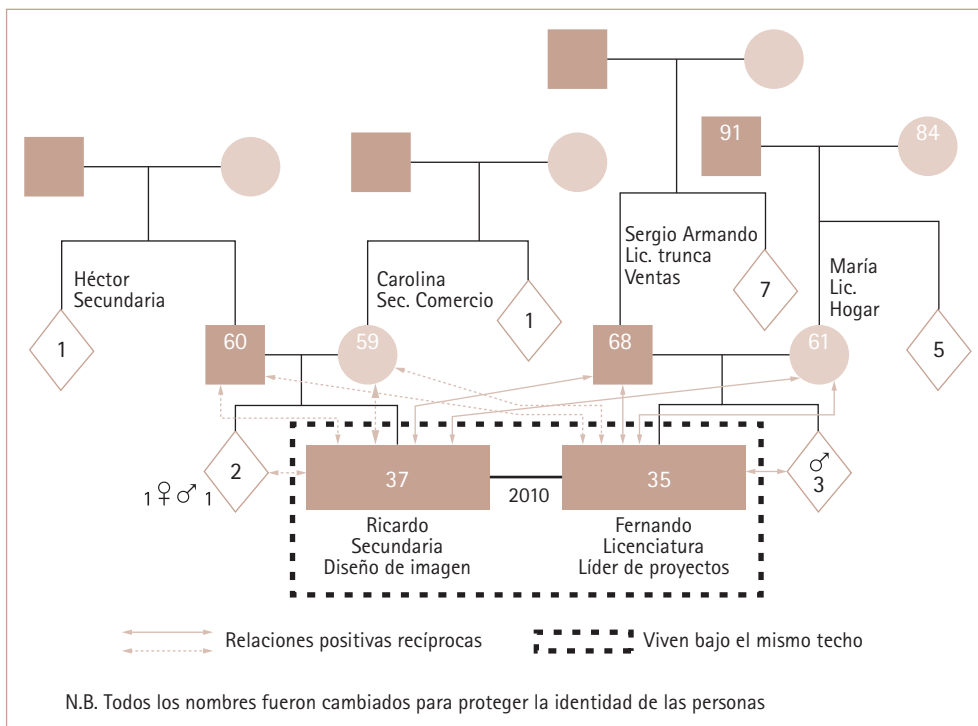 91
84
Héctor
Secundaria
Carolina
Sec. Comercio
Sergio Armando
Lic. trunca
Ventas
María
Lic.
Hogar
1
1
7
5
60
59
68
61
2
1 ♀ ♂ 1
37
2010
35
♂
3
Ricardo
Secundaria
Diseño de imagen
Fernando
Licenciatura
Líder de proyectos
Relaciones positivas recíprocas
Viven bajo el mismo techo
N.B. Todos los nombres fueron cambiados para proteger la identidad de las personas